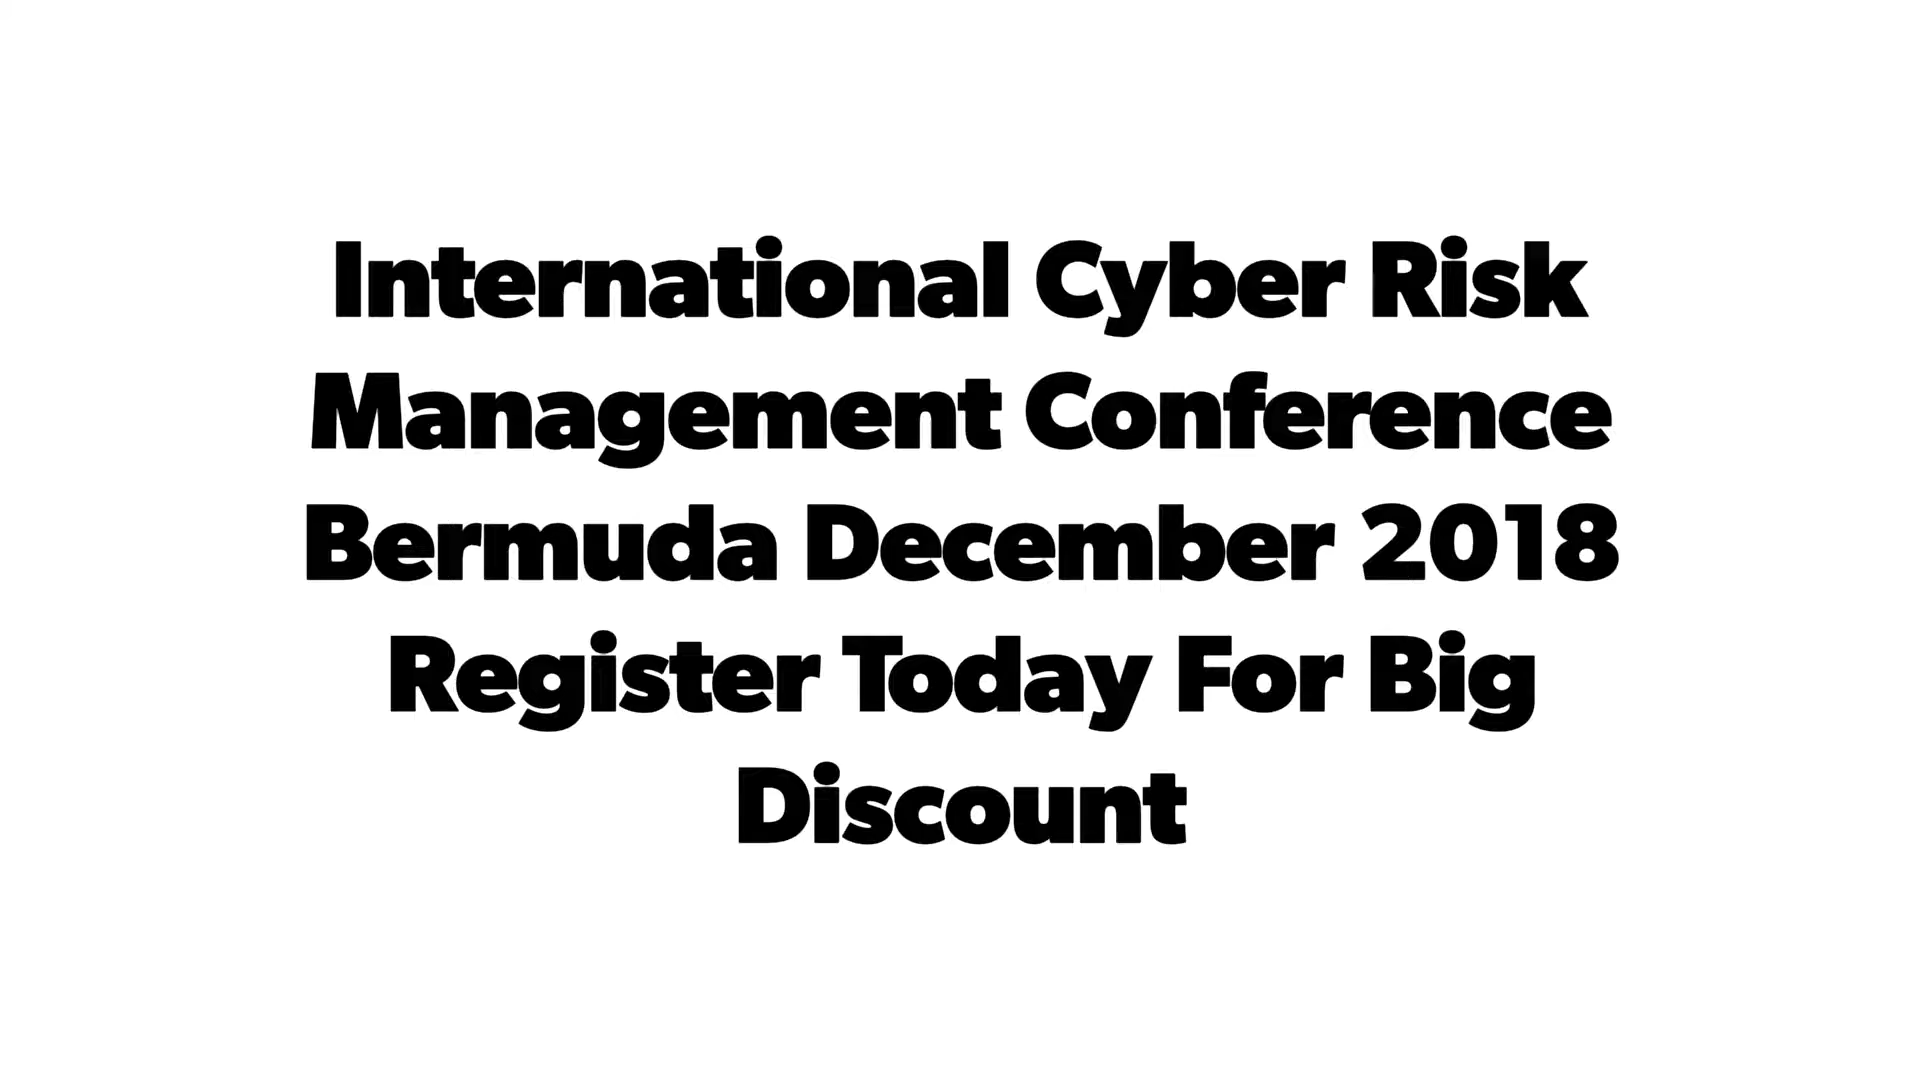 International Cyber Risk
Management Conference
Bermuda December 2018
Register Today For Big
Discount